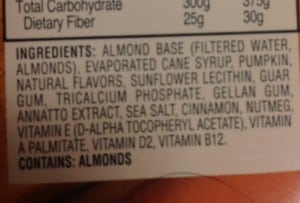 Total Carbohydrate 300g 375g
Dietary Fiber 25g 30g
INGREDIENTS: ALMOND BASE (FILTERED WATER,
ALMONDS), EVAPORATED CANE SYRUP, PUMPKIN,
NATURAL FLAVORS, SUNFLOWER LECITHIN, GUAR
GUM, TRICALCIUM PHOSPHATE, GELLAN GUM,
ANNATTO EXTRACT, SEA SALT, CINNAMON, NUTMEG,
VITAMIN E (D-ALPHA TOCOPHERYL ACETATE), VITAMIN
A PALMITATE, VITAMIN D2, VITAMIN B12.
CONTAINS: ALMONDS